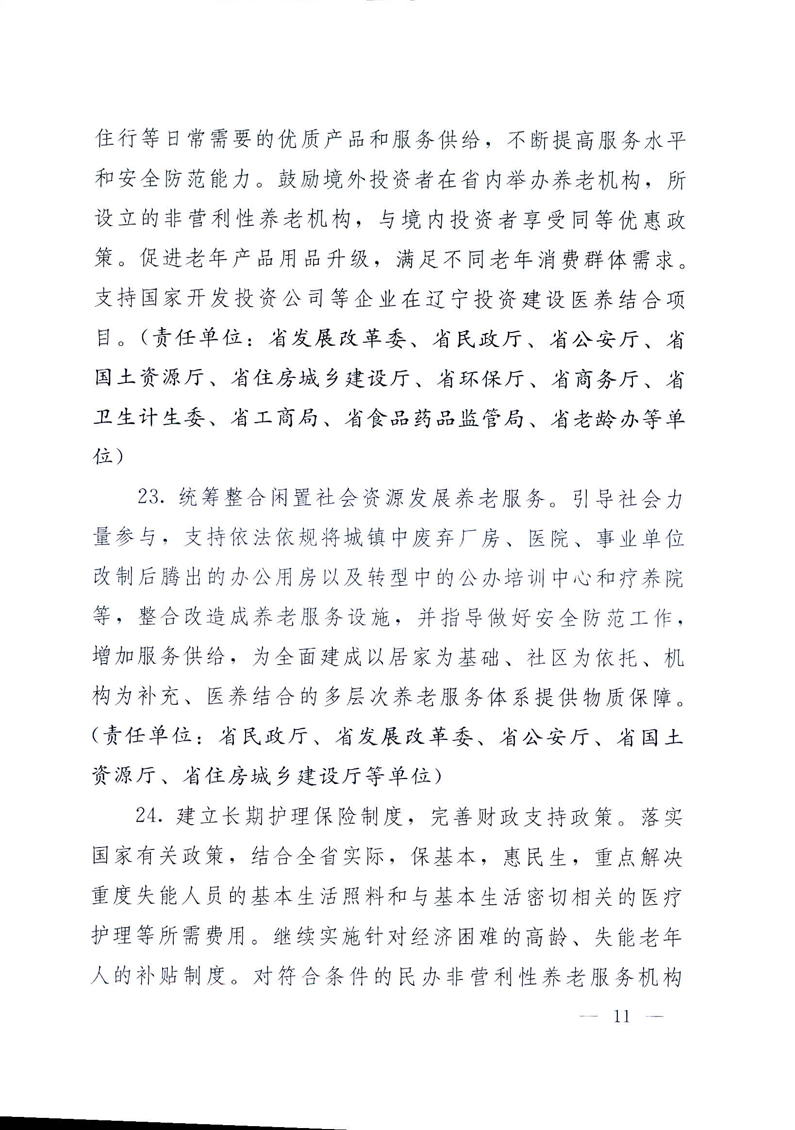 住行等日常需要的优质产品和服务供给，不断提高服务水平
和安全防范能力。鼓励境外投资者在省内举办养老机构，所
设立的非营利性养老机构，与境内投资者享受同等优惠政
策。促进老年产品用品升级，满足不同老年消费群体需求。
支持国家开发投资公司等企业在辽宁投资建设医养结合项
目。（责任单位：省发展改革委、省民政厅、省公安厅、省
国土资源厅、省住房城乡建设厅、省环保厅、省商务厅、省
卫生计生委、省工商局、省食品药品监管局、省老龄办等单
位）
23. 统筹整合闲置社会资源发展养老服务。引导社会力
量参与，支持依法依规将城镇中废弃厂房、医院、事业单位
改制后腾出的办公用房以及转型中的公办培训中心和疗养院
等，整合改造成养老服务设施，并指导做好安全防范工作，
增加服务供给，为全面建成以居家为基础、社区为依托、机
构为补充、医养结合的多层次养老服务体系提供物质保障。
（责任单位：省民政厅、省发展改革委、省公安厅、省国土
资源厅、省住房城乡建设厅等单位）
24. 建立长期护理保险制度，完善财政支持政策。落实
国家有关政策，结合全省实际，保基本，惠民生，重点解决
重度失能人员的基本生活照料和与基本生活密切相关的医疗
护理等所需费用。继续实施针对经济困难的高龄、失能老年
人的补贴制度。对符合条件的民办非营利性养老服务机构
— 11 —